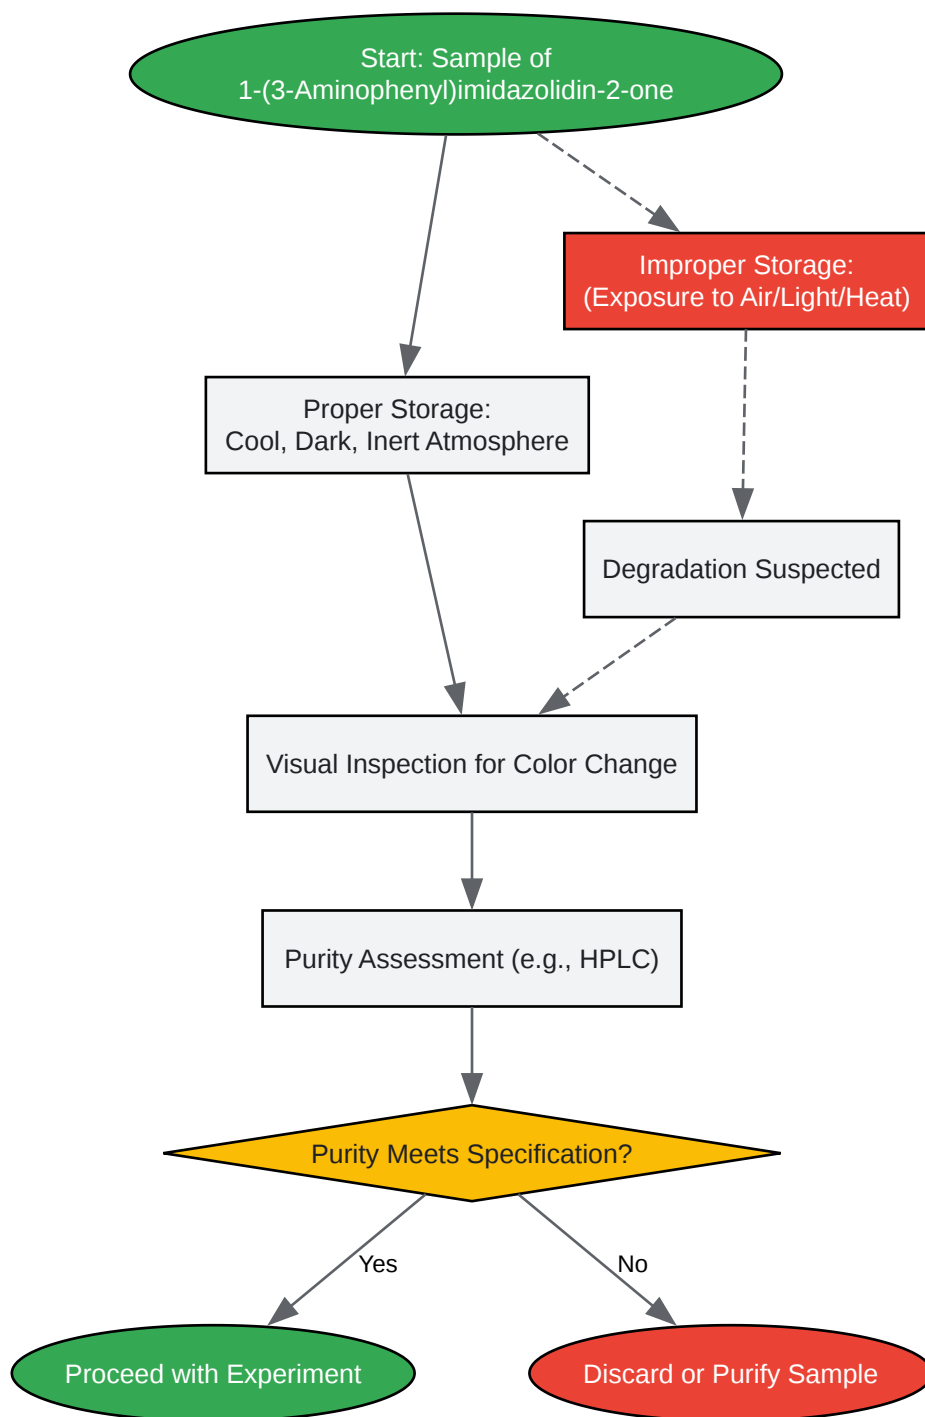 Start: Sample of
1-(3-Aminophenyl)imidazolidin-2-one
Improper Storage:
(Exposure to Air/Light/Heat)
Proper Storage:
Cool, Dark, Inert Atmosphere
Degradation Suspected
Visual Inspection for Color Change
Purity Assessment (e.g., HPLC)
Purity Meets Specification?
Yes
No
Proceed with Experiment
Discard or Purify Sample